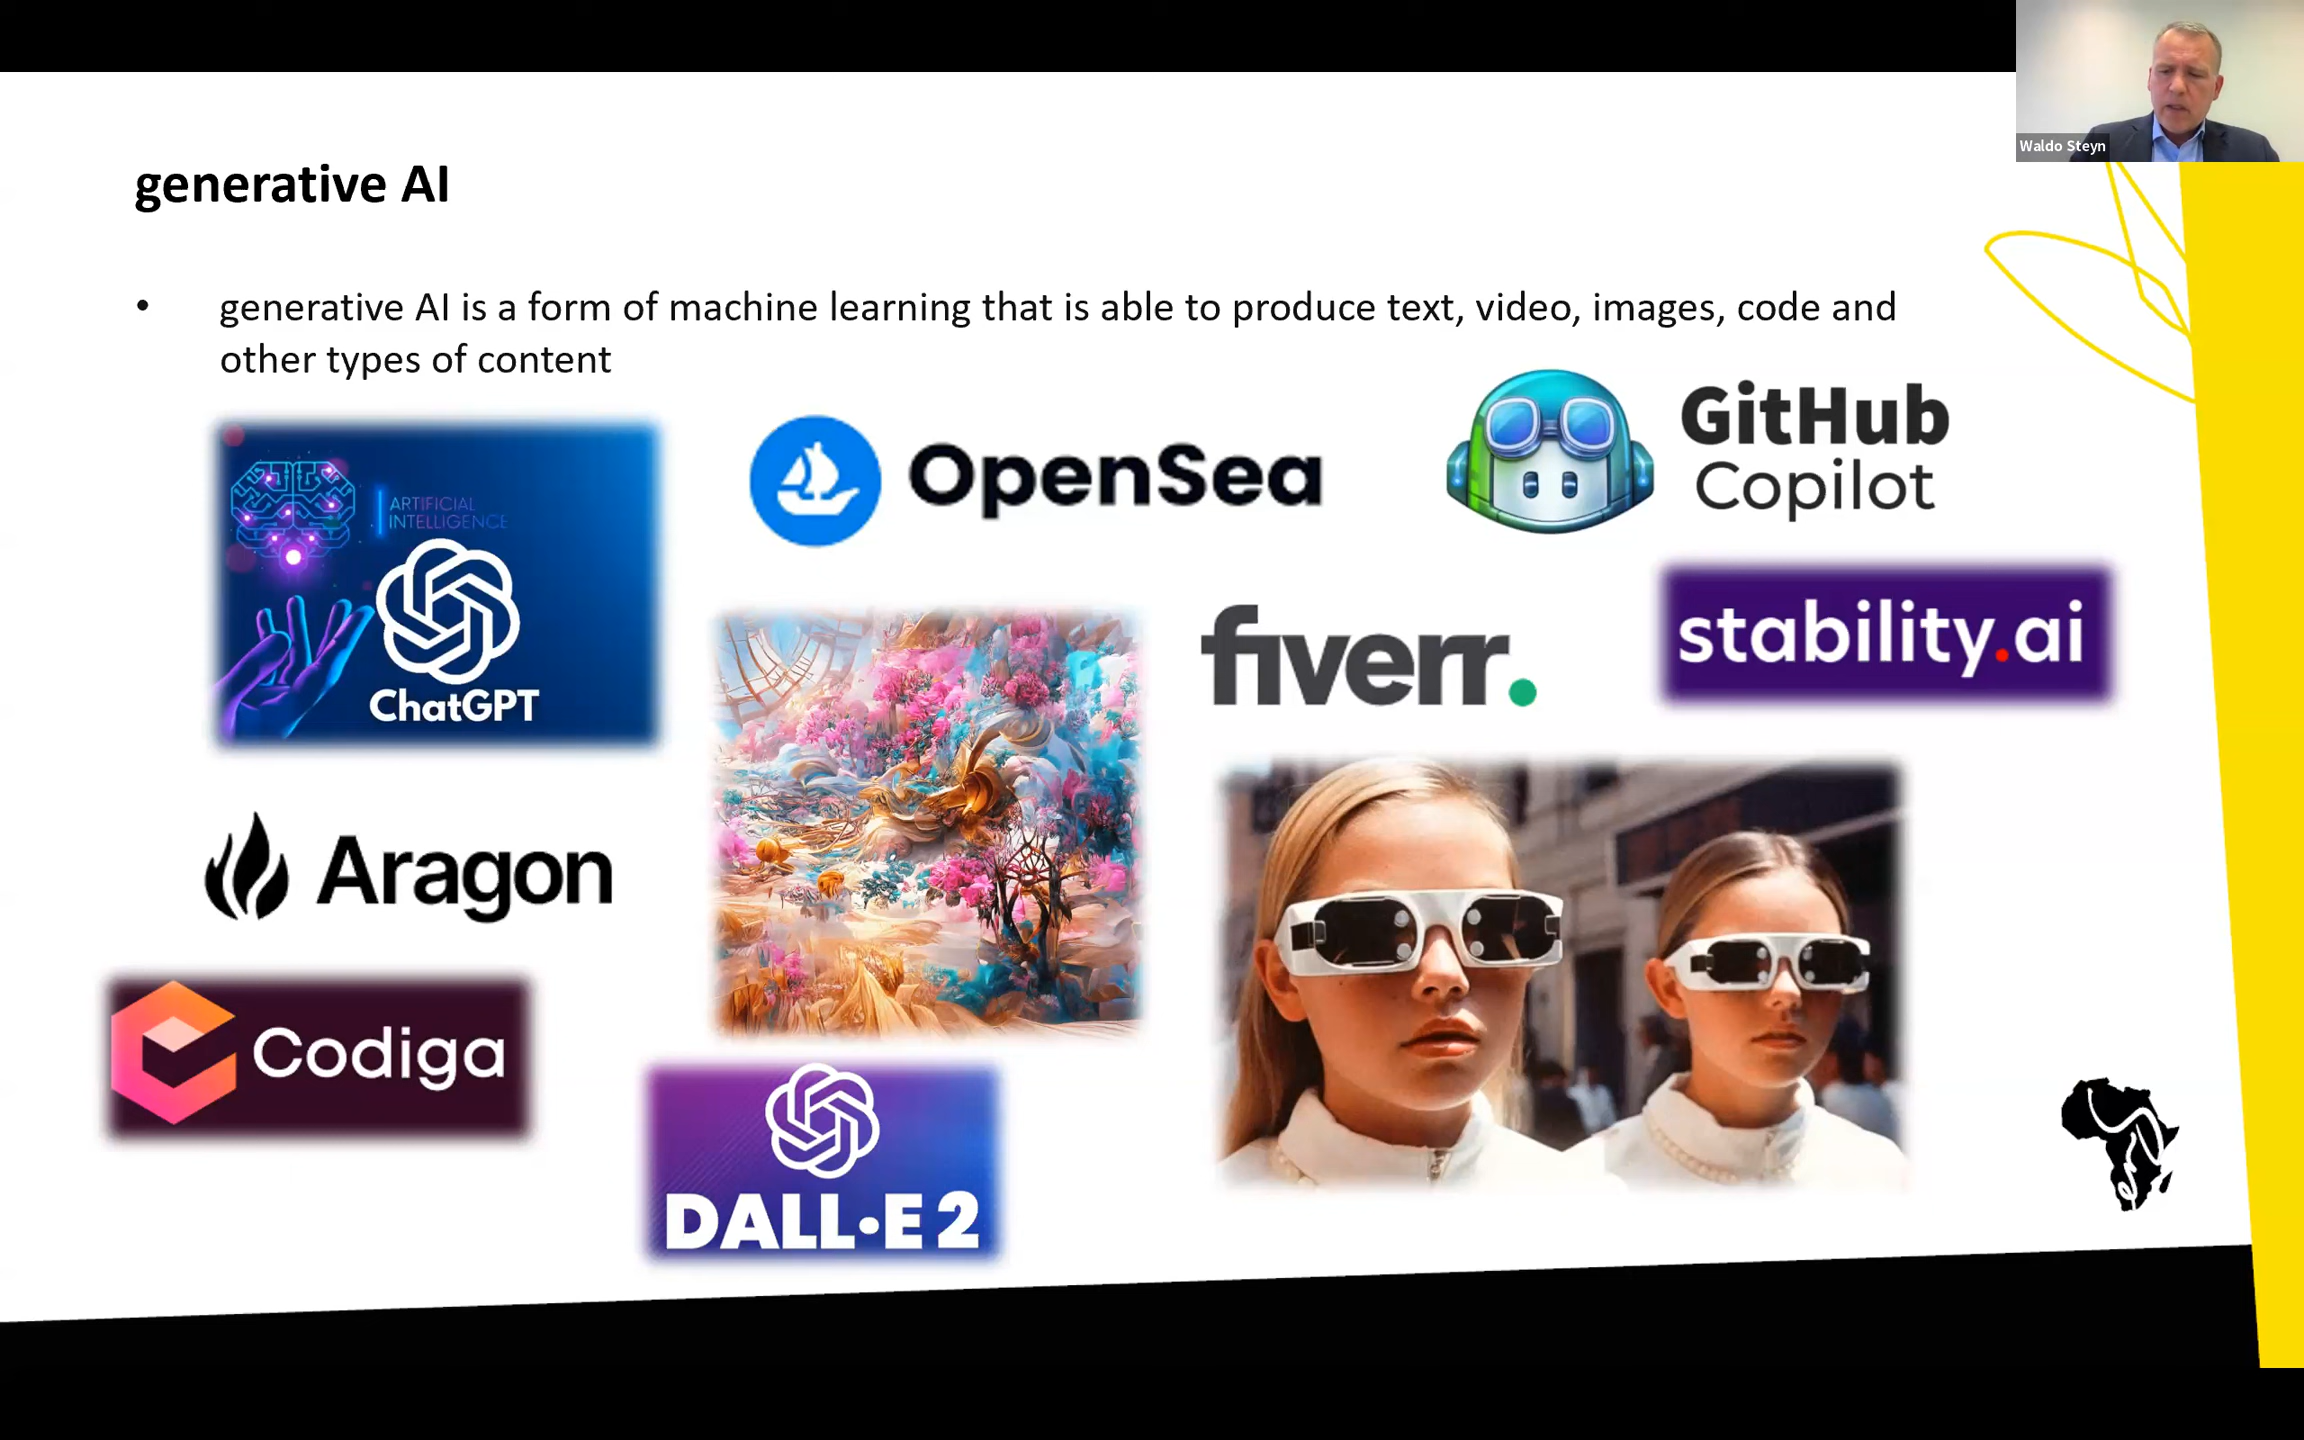 Waldo Steyn
generative AI
• generative AI is a form of machine learning that is able to produce text, video, images, code and
other types of content
ARTIFICIAL
INTELLIGENCE
ChatGPT
OpenSea
GitHub
Copilot
fiverr.
stability.ai
Aragon
Codiga
DALL·E 2